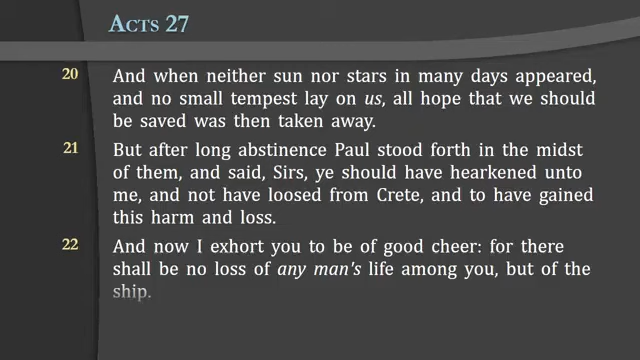 Acts 27
20 And when neither sun nor stars in many days appeared,
and no small tempest lay on us, all hope that we should
be saved was then taken away.
21 But after long abstinence Paul stood forth in the midst
of them, and said, Sirs, ye should have hearkened unto
me, and not have loosed from Crete, and to have gained
this harm and loss.
22 And now I exhort you to be of good cheer: for there
shall be no loss of any man's life among you, but of the
ship.